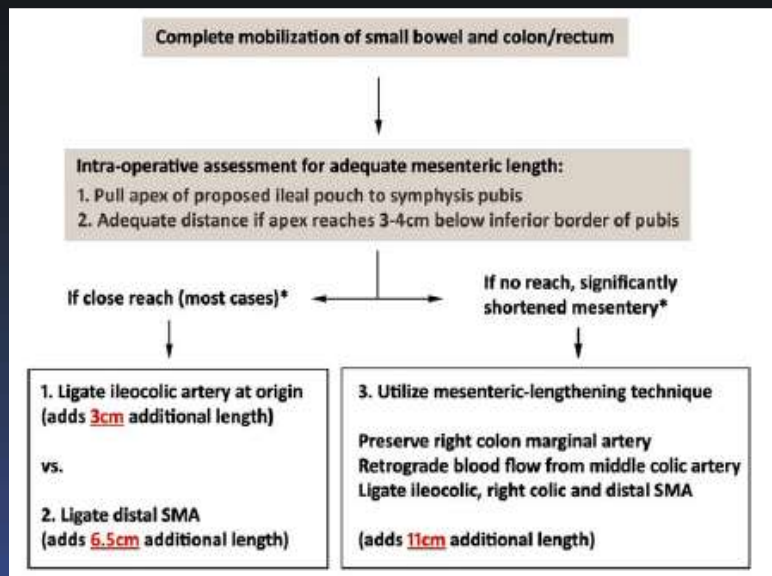 Complete mobilization of small bowel and colon/rectum
Intra-operative assessment for adequate mesenteric length:
1. Pull apex of proposed ileal pouch to symphysis pubis
2. Adequate distance if apex reaches 3-4cm below inferior border of pubis
If close reach (most cases)*
If no reach, significantly
shortened mesentery*
1. Ligate ileocolic artery at origin
(adds 3cm additional length)
vs.
2. Ligate distal SMA
(adds 6.5cm additional length)
3. Utilize mesenteric-lengthening technique
Preserve right colon marginal artery
Retrograde blood flow from middle colic artery
Ligate ileocolic, right colic and distal SMA
(adds 11cm additional length)